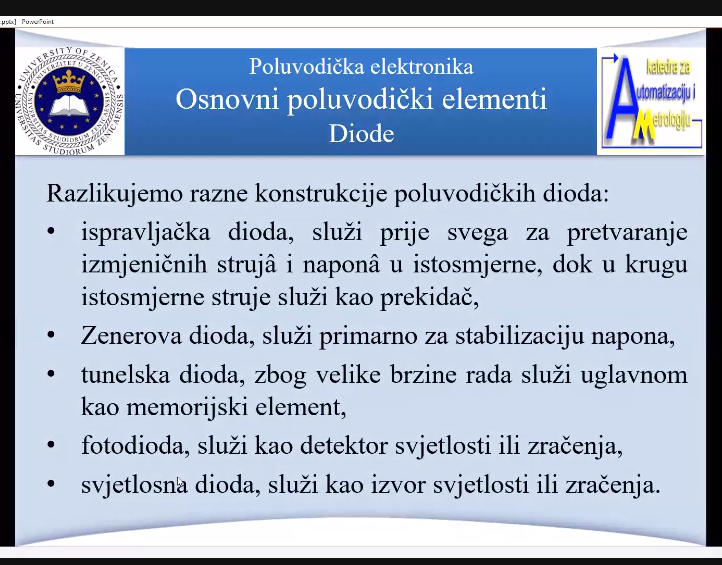 .pptx] - PowerPoint
UNIVERSITY OF ZENICA
UNIVERSITAS STUDIORUM ZENICAENSIS
Poluvodička elektronika
Osnovni poluvodički elementi
Diode
katedra za
Automatizaciju i
Metrologiju
Razlikujemo razne konstrukcije poluvodičkih dioda:
• ispravljačka dioda, služi prije svega za pretvaranje
izmjeničnih strujâ i naponâ u istosmjerne, dok u krugu
istosmjerne struje služi kao prekidač,
• Zenerova dioda, služi primarno za stabilizaciju napona,
• tunelska dioda, zbog velike brzine rada služi uglavnom
kao memorijski element,
• fotodioda, služi kao detektor svjetlosti ili zračenja,
• svjetlosna dioda, služi kao izvor svjetlosti ili zračenja.